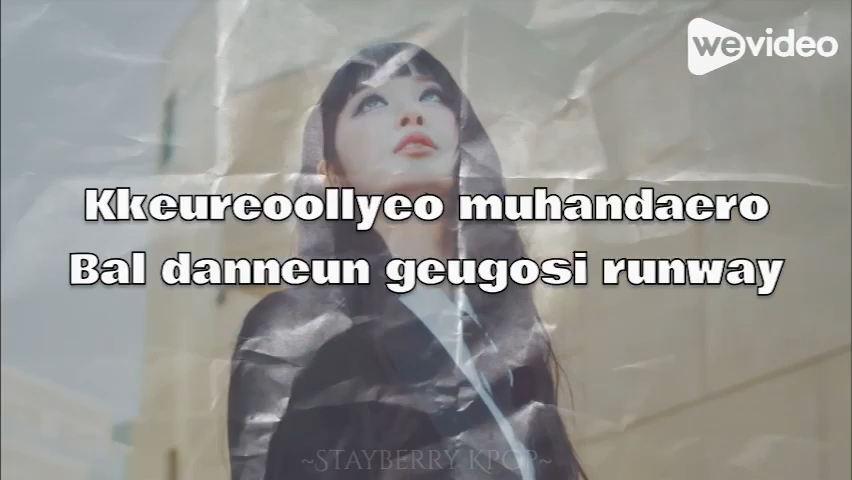 wevideo
Kkeureoollyeo muhandaero
Bal danneun geugosi runway
~STAYBERRY KPOP~